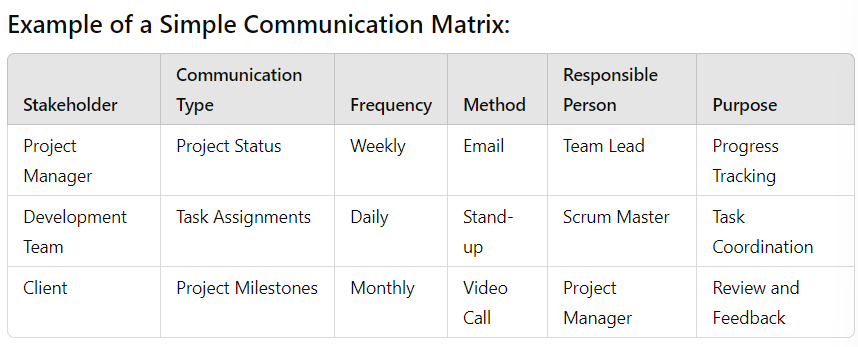 Example of a Simple Communication Matrix:
Stakeholder | Communication Type | Frequency | Method | Responsible Person | Purpose
Project Manager | Project Status | Weekly | Email | Team Lead | Progress Tracking
Development Team | Task Assignments | Daily | Stand-up | Scrum Master | Task Coordination
Client | Project Milestones | Monthly | Video Call | Project Manager | Review and Feedback